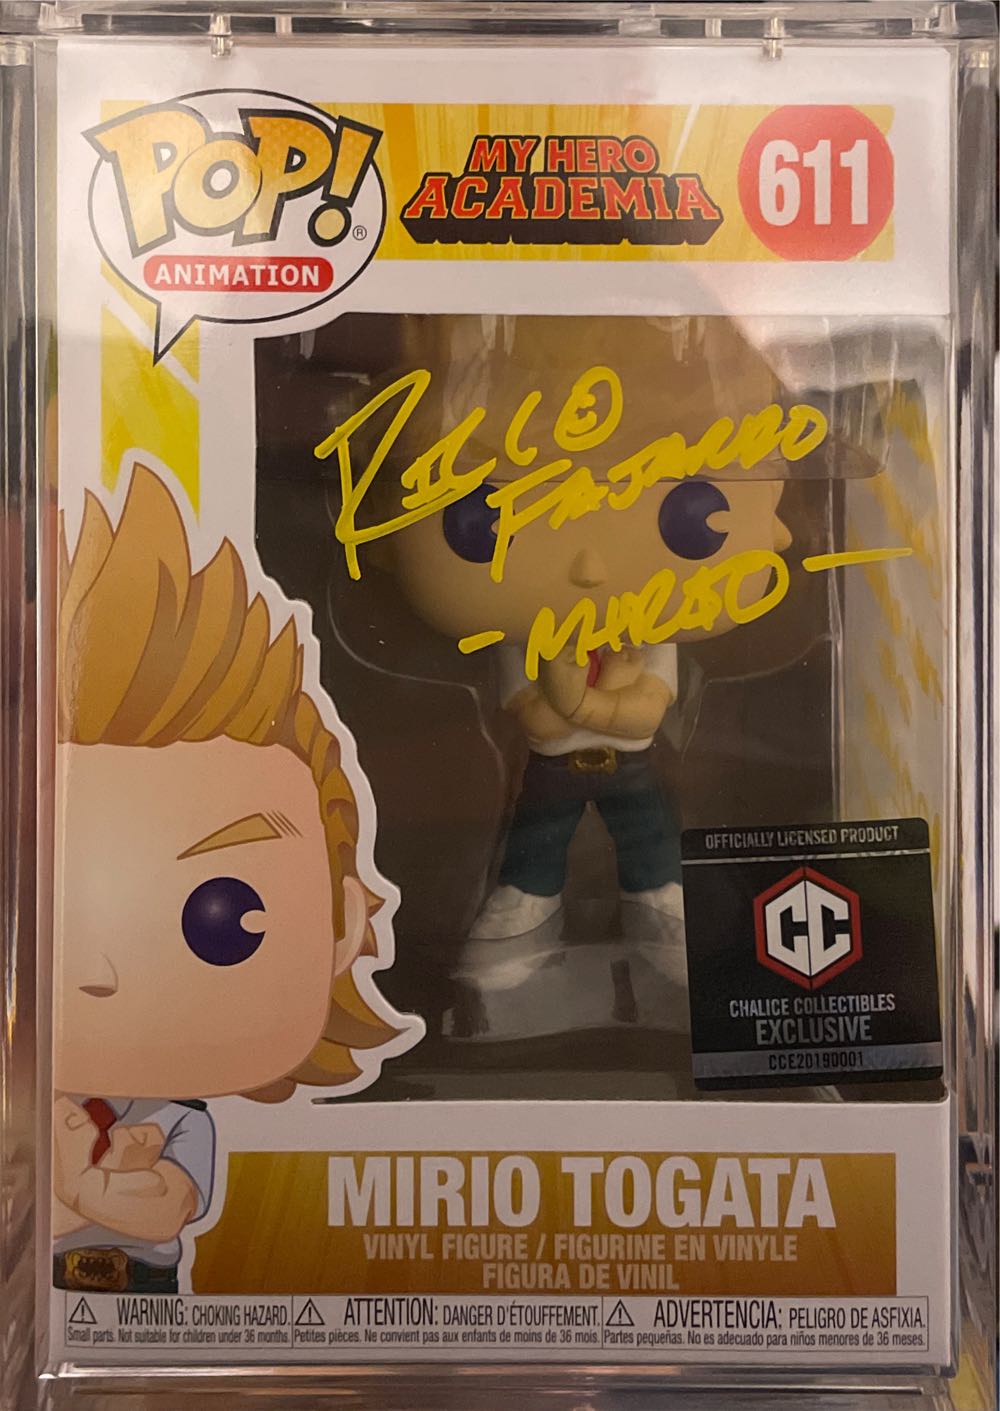 POP!®
ANIMATION
MY HERO
ACADEMIA
611
RICCO
FAJARDO
- MIRIO -
OFFICIALLY LICENSED PRODUCT
CC
CHALICE COLLECTIBLES
EXCLUSIVE
CCE20190001
MIRIO TOGATA
VINYL FIGURE / FIGURINE EN VINYLE
FIGURA DE VINIL
WARNING: CHOKING HAZARD.
Small parts. Not suitable for children under 36 months.
ATTENTION: DANGER D'ÉTOUFFEMENT.
Petites pièces. Ne convient pas aux enfants de moins de 36 mois.
ADVERTENCIA: PELIGRO DE ASFIXIA.
Partes pequeñas. No es adecuado para niños menores de 36 meses.